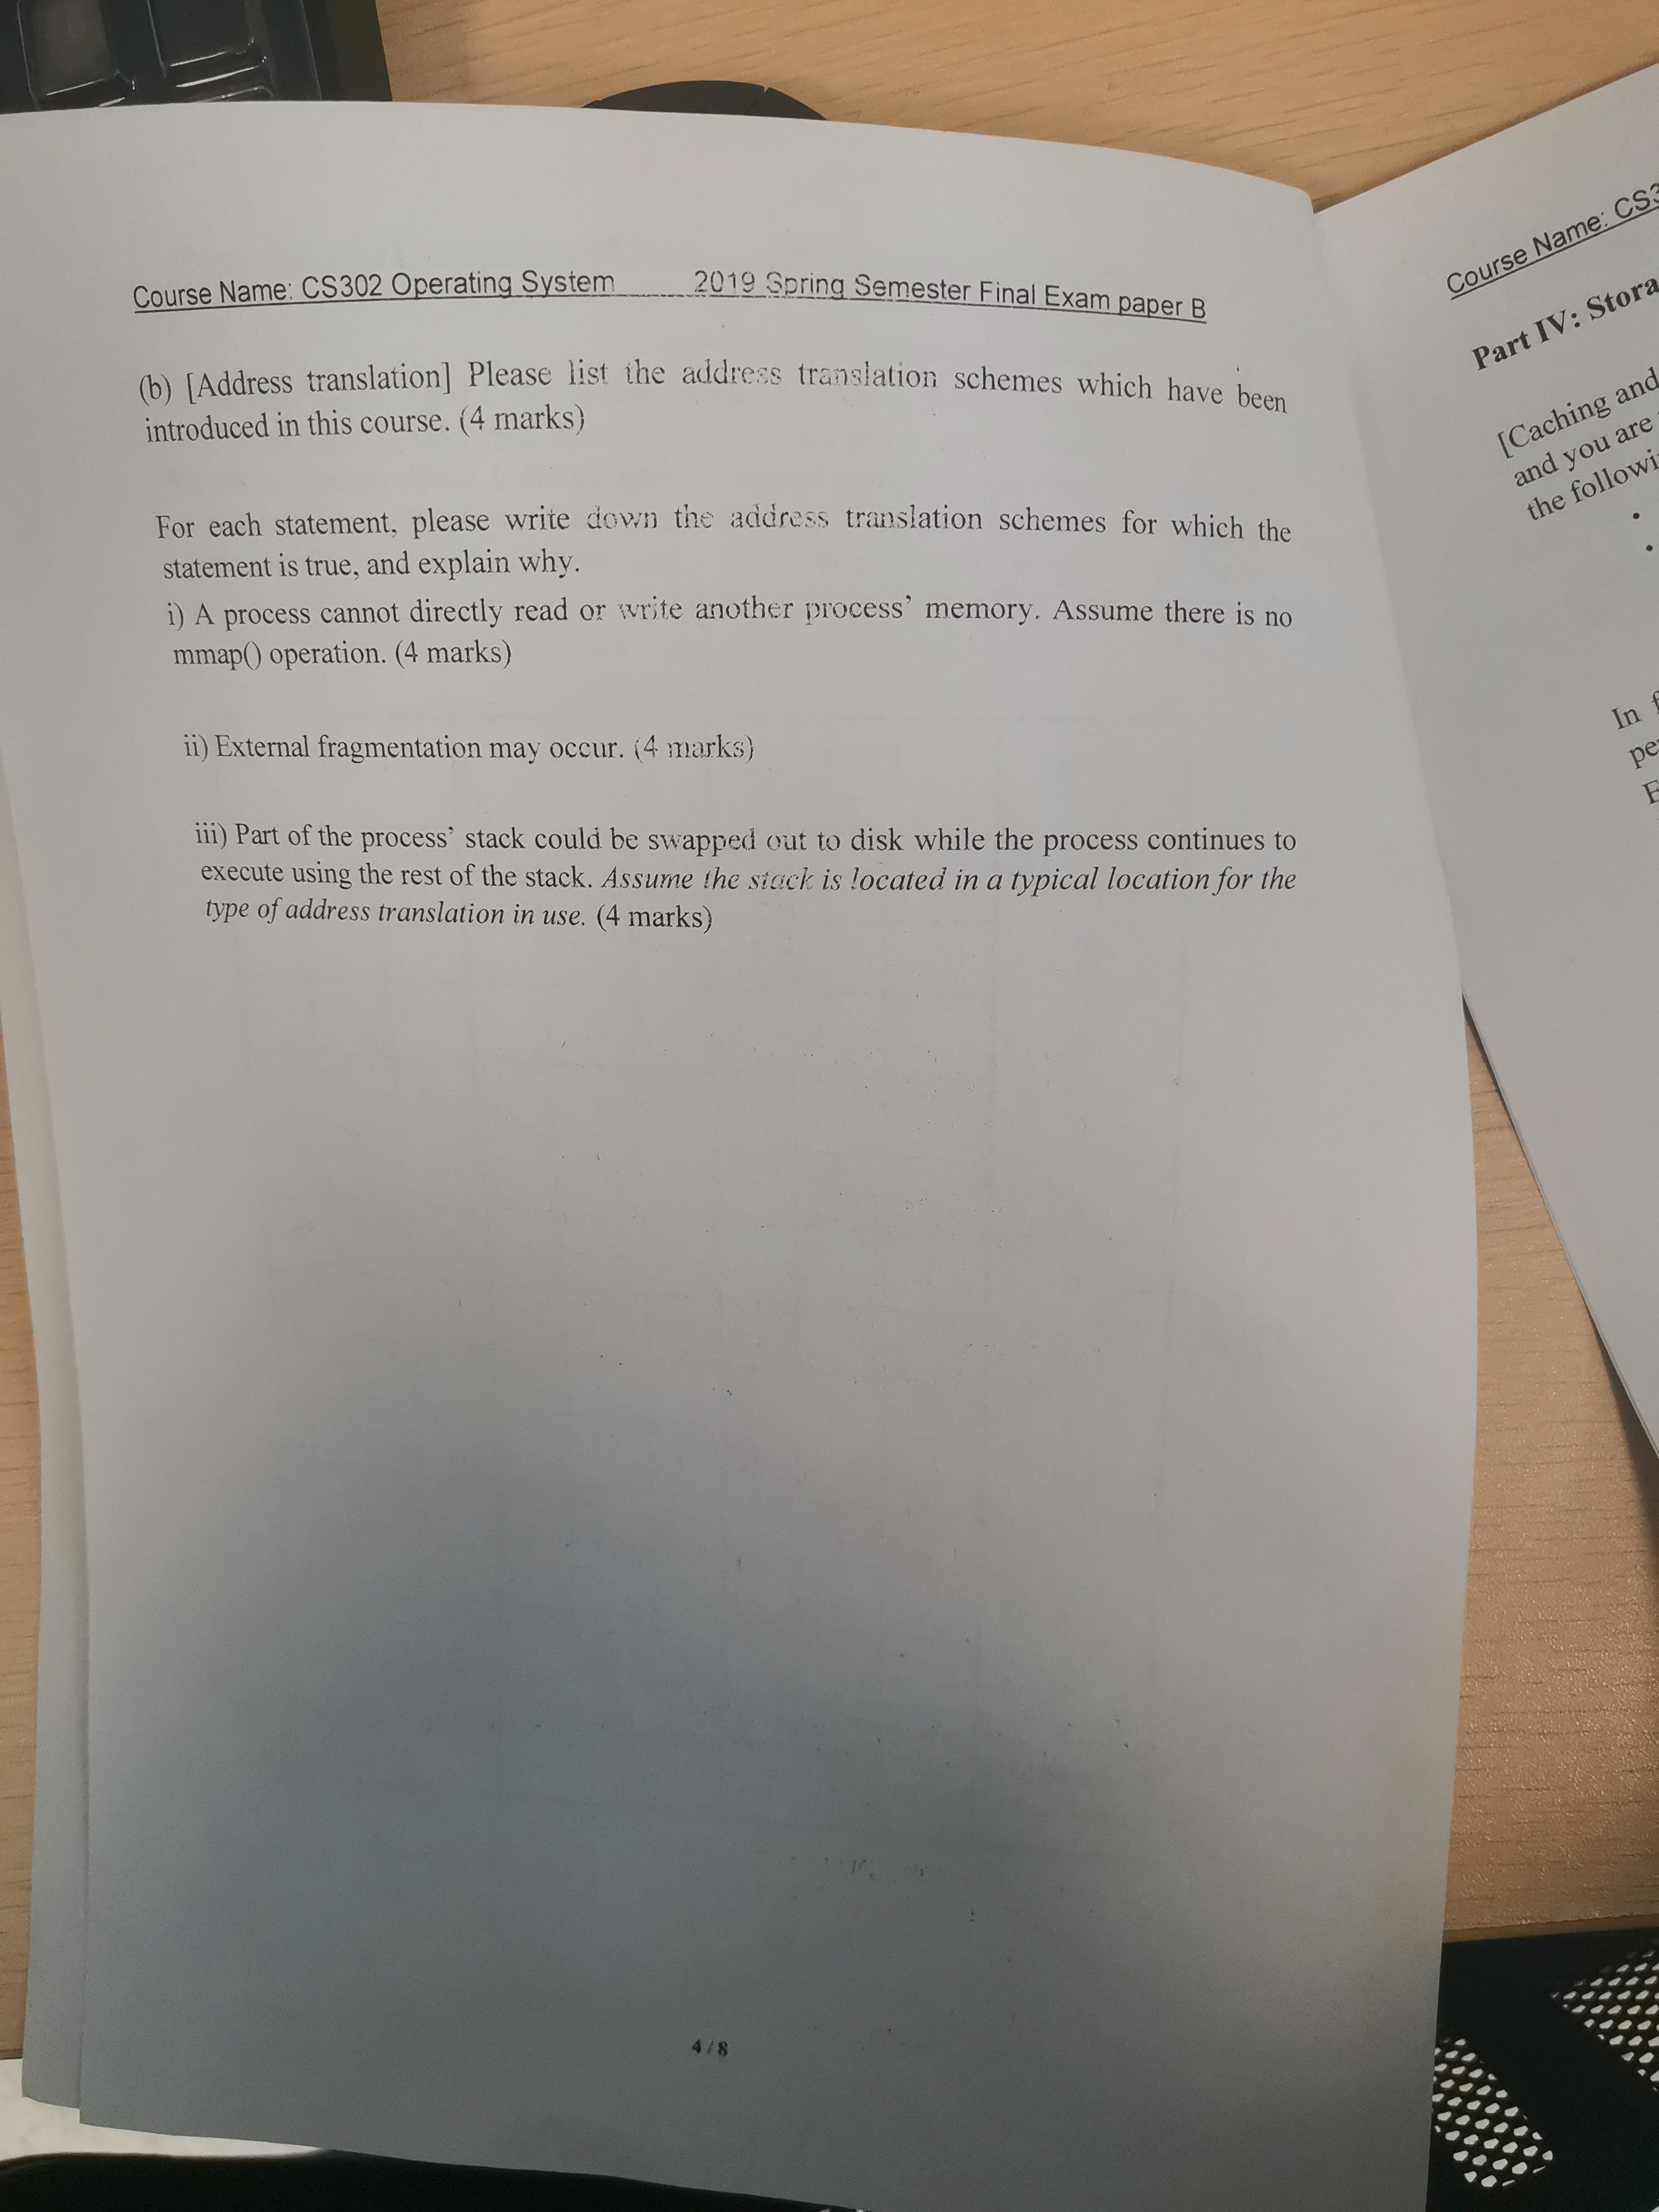 Course Name: CS302 Operating System 2019 Spring Semester Final Exam paper B
(b) [Address translation] Please list the address translation schemes which have been
introduced in this course. (4 marks)
For each statement, please write down the address translation schemes for which the
statement is true, and explain why.
i) A process cannot directly read or write another process’ memory. Assume there is no
mmap() operation. (4 marks)
ii) External fragmentation may occur. (4 marks)
iii) Part of the process’ stack could be swapped out to disk while the process continues to
execute using the rest of the stack. Assume the stack is located in a typical location for the
type of address translation in use. (4 marks)
4 / 8
Course Name: CS3
Part IV: Stora
[Caching and
and you are
the followi
•
•
In f
pe
E